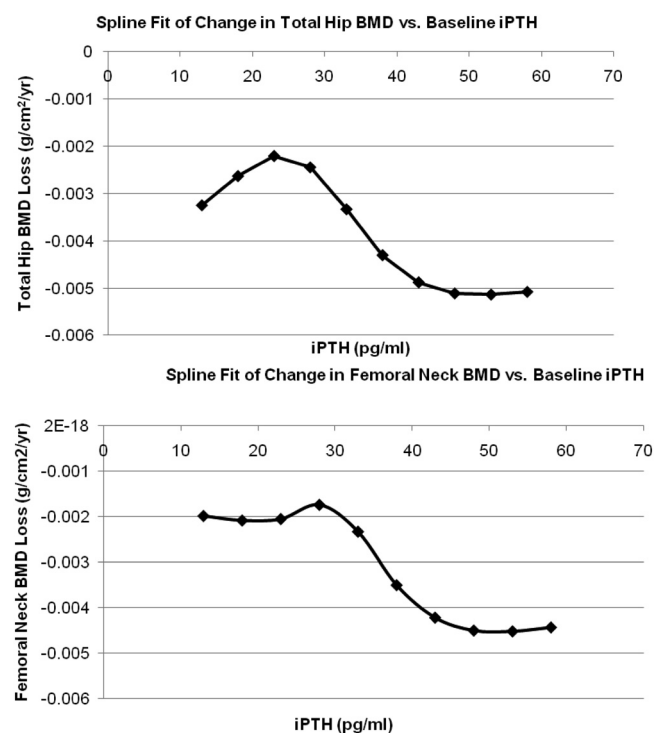 Spline Fit of Change in Total Hip BMD vs. Baseline iPTH
0
0 10 20 30 40 50 60 70
-0.001
-0.002
-0.003
-0.004
-0.005
-0.006
Total Hip BMD Loss (g/cm²/yr)
iPTH (pg/ml)
Spline Fit of Change in Femoral Neck BMD vs. Baseline iPTH
2E-18
0 10 20 30 40 50 60 70
-0.001
-0.002
-0.003
-0.004
-0.005
-0.006
Femoral Neck BMD Loss (g/cm2/yr)
iPTH (pg/ml)